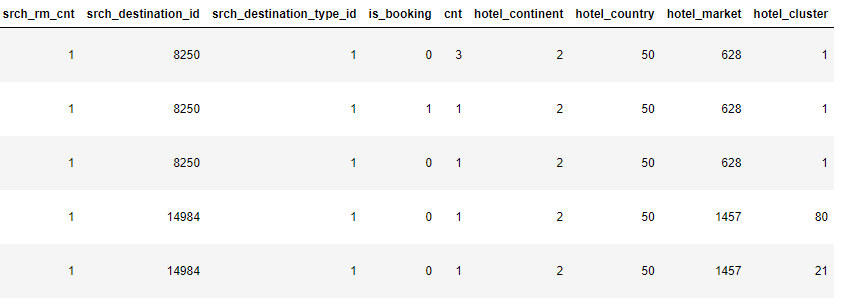 srch_rm_cnt srch_destination_id srch_destination_type_id is_booking cnt hotel_continent hotel_country hotel_market hotel_cluster
1 8250 1 0 3 2 50 628 1
1 8250 1 1 1 2 50 628 1
1 8250 1 0 1 2 50 628 1
1 14984 1 0 1 2 50 1457 80
1 14984 1 0 1 2 50 1457 21